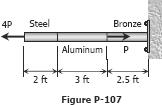 4P Steel Bronze
Aluminum P
2 ft 3 ft 2.5 ft
Figure P-107